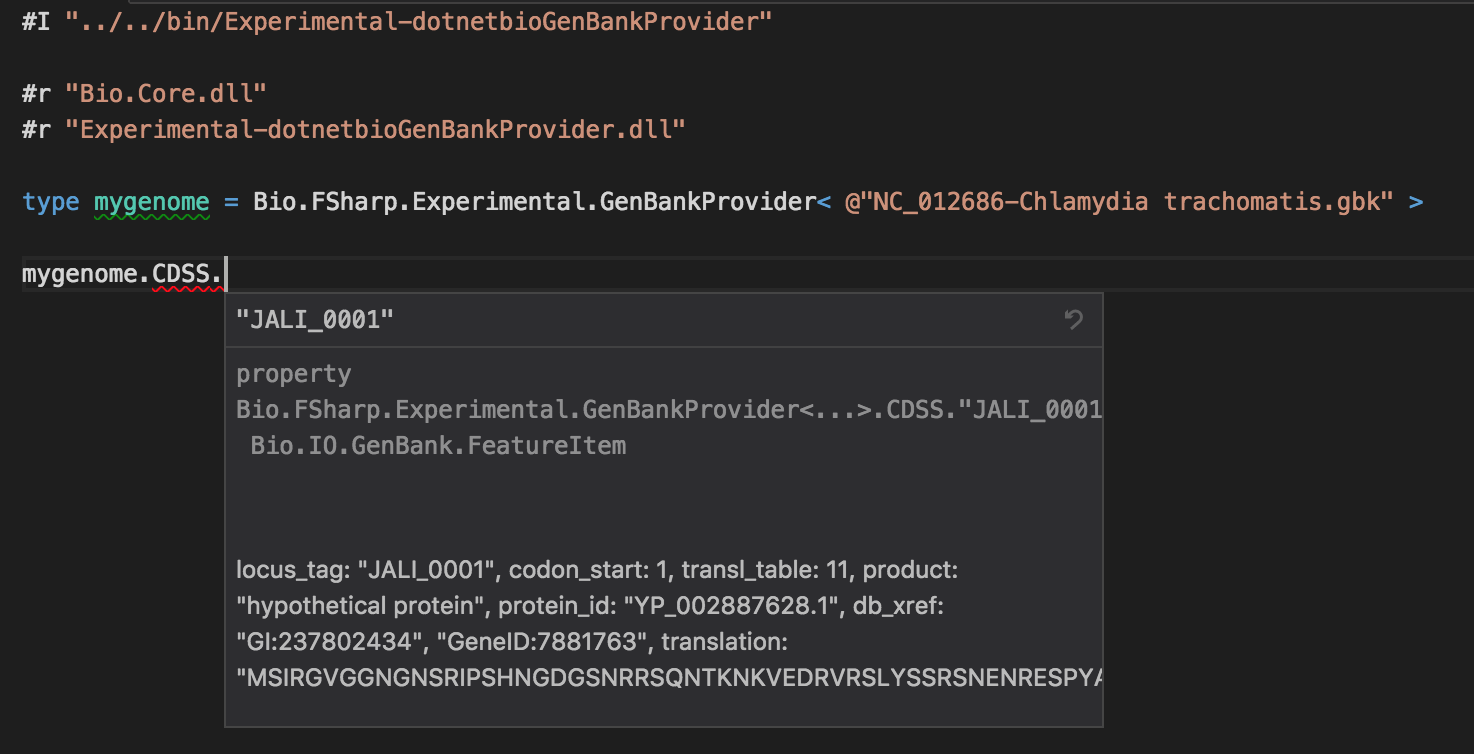 #I "../../bin/Experimental-dotnetbioGenBankProvider"
#r "Bio.Core.dll"
#r "Experimental-dotnetbioGenBankProvider.dll"
type mygenome = Bio.FSharp.Experimental.GenBankProvider< @"NC_012686-Chlamydia trachomatis.gbk" >
mygenome.CDSS.
"JALI_0001"
property
Bio.FSharp.Experimental.GenBankProvider<...>.CDSS."JALI_0001
Bio.IO.GenBank.FeatureItem
locus_tag: "JALI_0001", codon_start: 1, transl_table: 11, product:
"hypothetical protein", protein_id: "YP_002887628.1", db_xref:
"GI:237802434", "GeneID:7881763", translation:
"MSIRGVGGNGNSRIPSHNGDGSNRRSQNTKNKVEDRVRSLYSSRSNENRESPYA